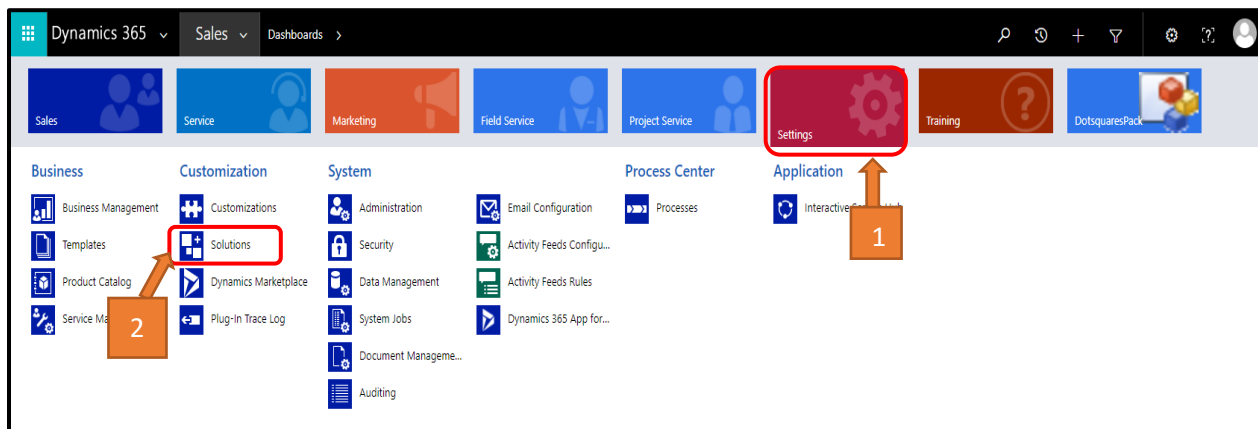 Dynamics 365 Sales Dashboards
Sales Service Marketing Field Service Project Service Settings Training DotsquaresPack
Business Customization System Process Center Application
Business Management Customizations Administration Email Configuration Processes Interactive
Templates Solutions Security Activity Feeds Configu... 1
Product Catalog Dynamics Marketplace Data Management Activity Feeds Rules
Service 2 Plug-In Trace Log System Jobs Dynamics 365 App for...
Document Manageme...
Auditing